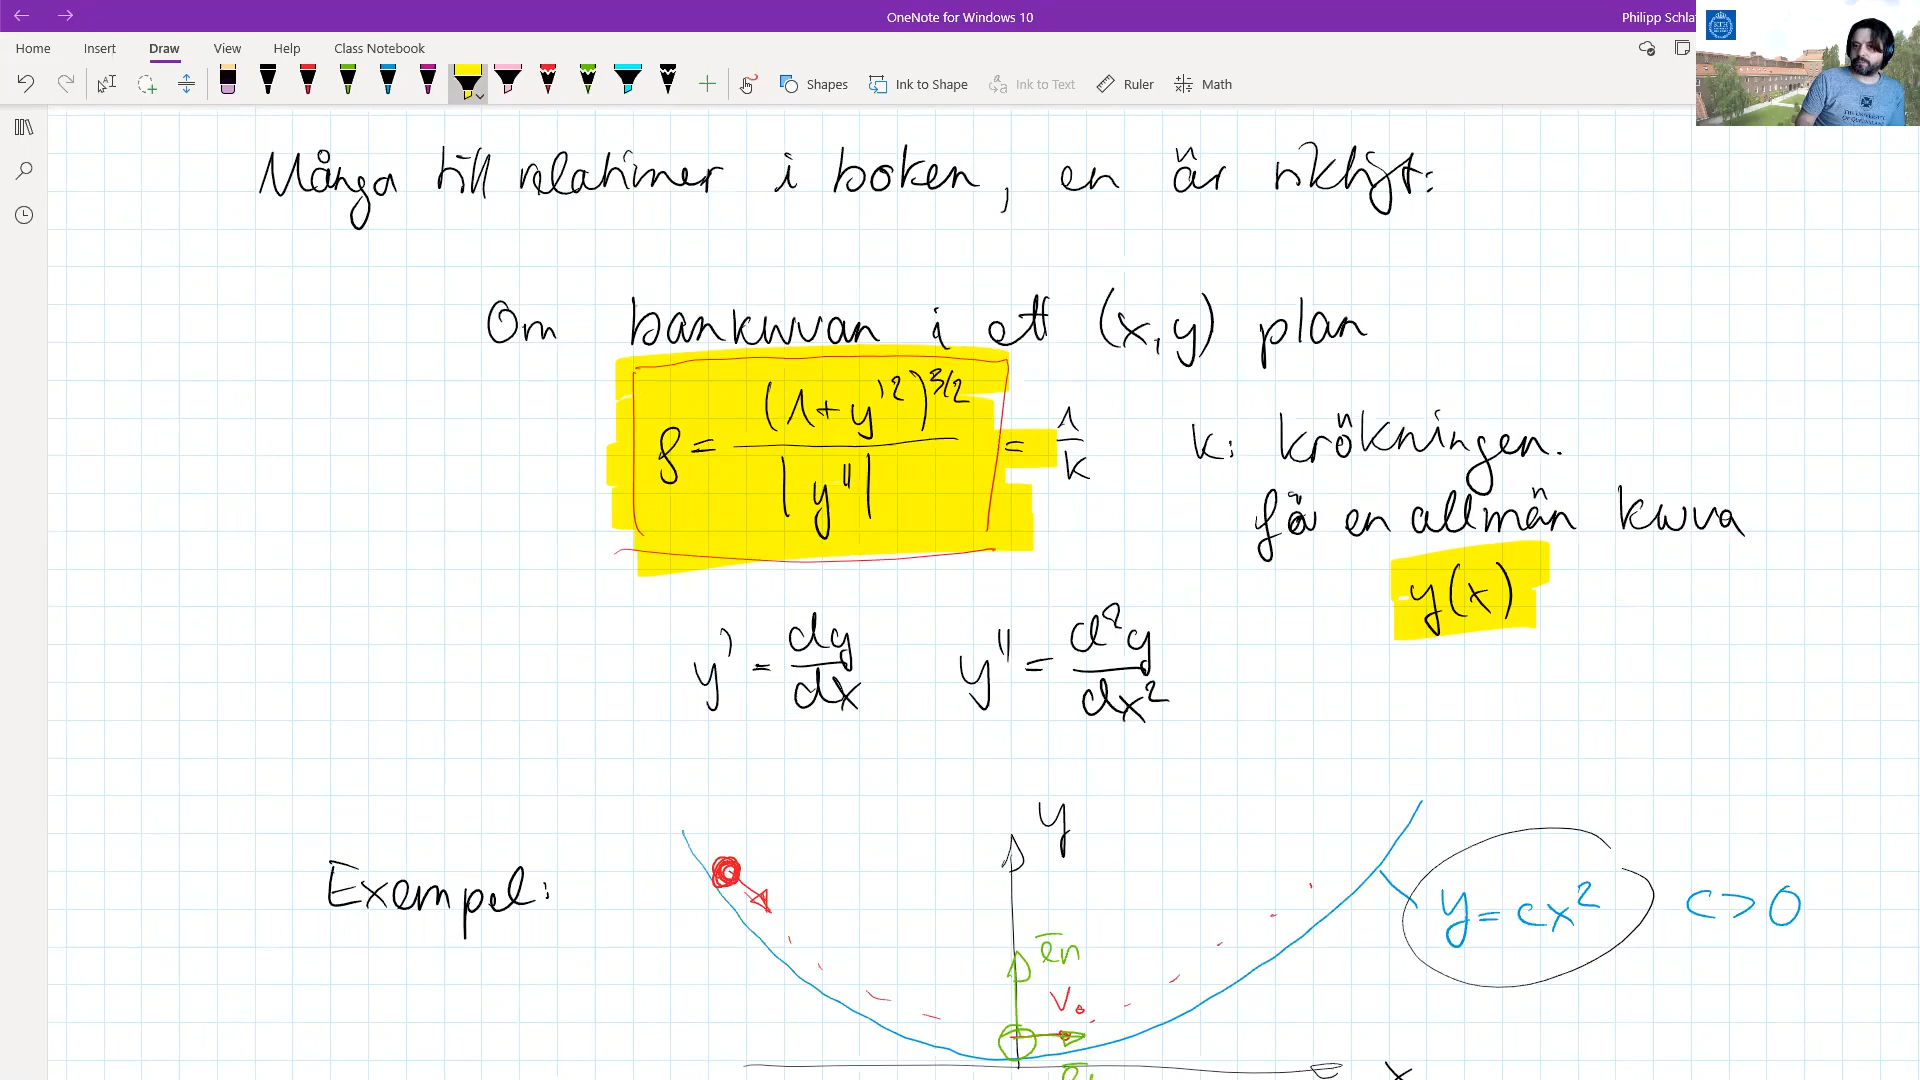 OneNote for Windows 10
Philipp Schla
Home Insert Draw View Help Class Notebook
Shapes Ink to Shape Ink to Text Ruler Math
Många till relationer i boken, en är riktigt:
Om bankurvan i ett (x,y) plan
ρ = (1+y'²)^3/2 / |y''| = 1/k
k: krökningen.
för en allmän kurva
y(x)
y' = dy/dx y'' = d²y/dx²
y
Exempel:
y = cx² c > 0
ēn
v₀
x